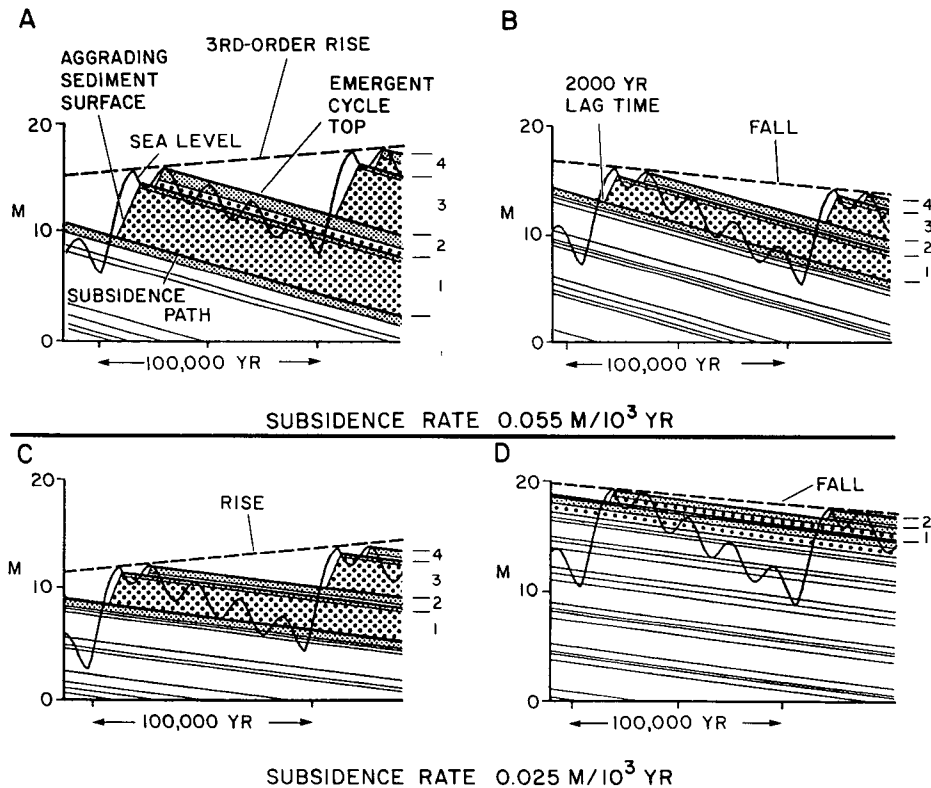 A
3RD-ORDER RISE
AGGRADING
SEDIMENT
SURFACE
EMERGENT
CYCLE
TOP
20
SEA LEVEL
M
10
SUBSIDENCE
PATH
0
100,000 YR
4
3
2
1
B
2000 YR
LAG TIME
FALL
20
M
10
0
100,000 YR
4
3
2
1
SUBSIDENCE RATE 0.055 M/10³ YR
C
20
RISE
M
10
0
100,000 YR
4
3
2
1
D
20
FALL
M
10
0
100,000 YR
2
1
SUBSIDENCE RATE 0.025 M/10³ YR